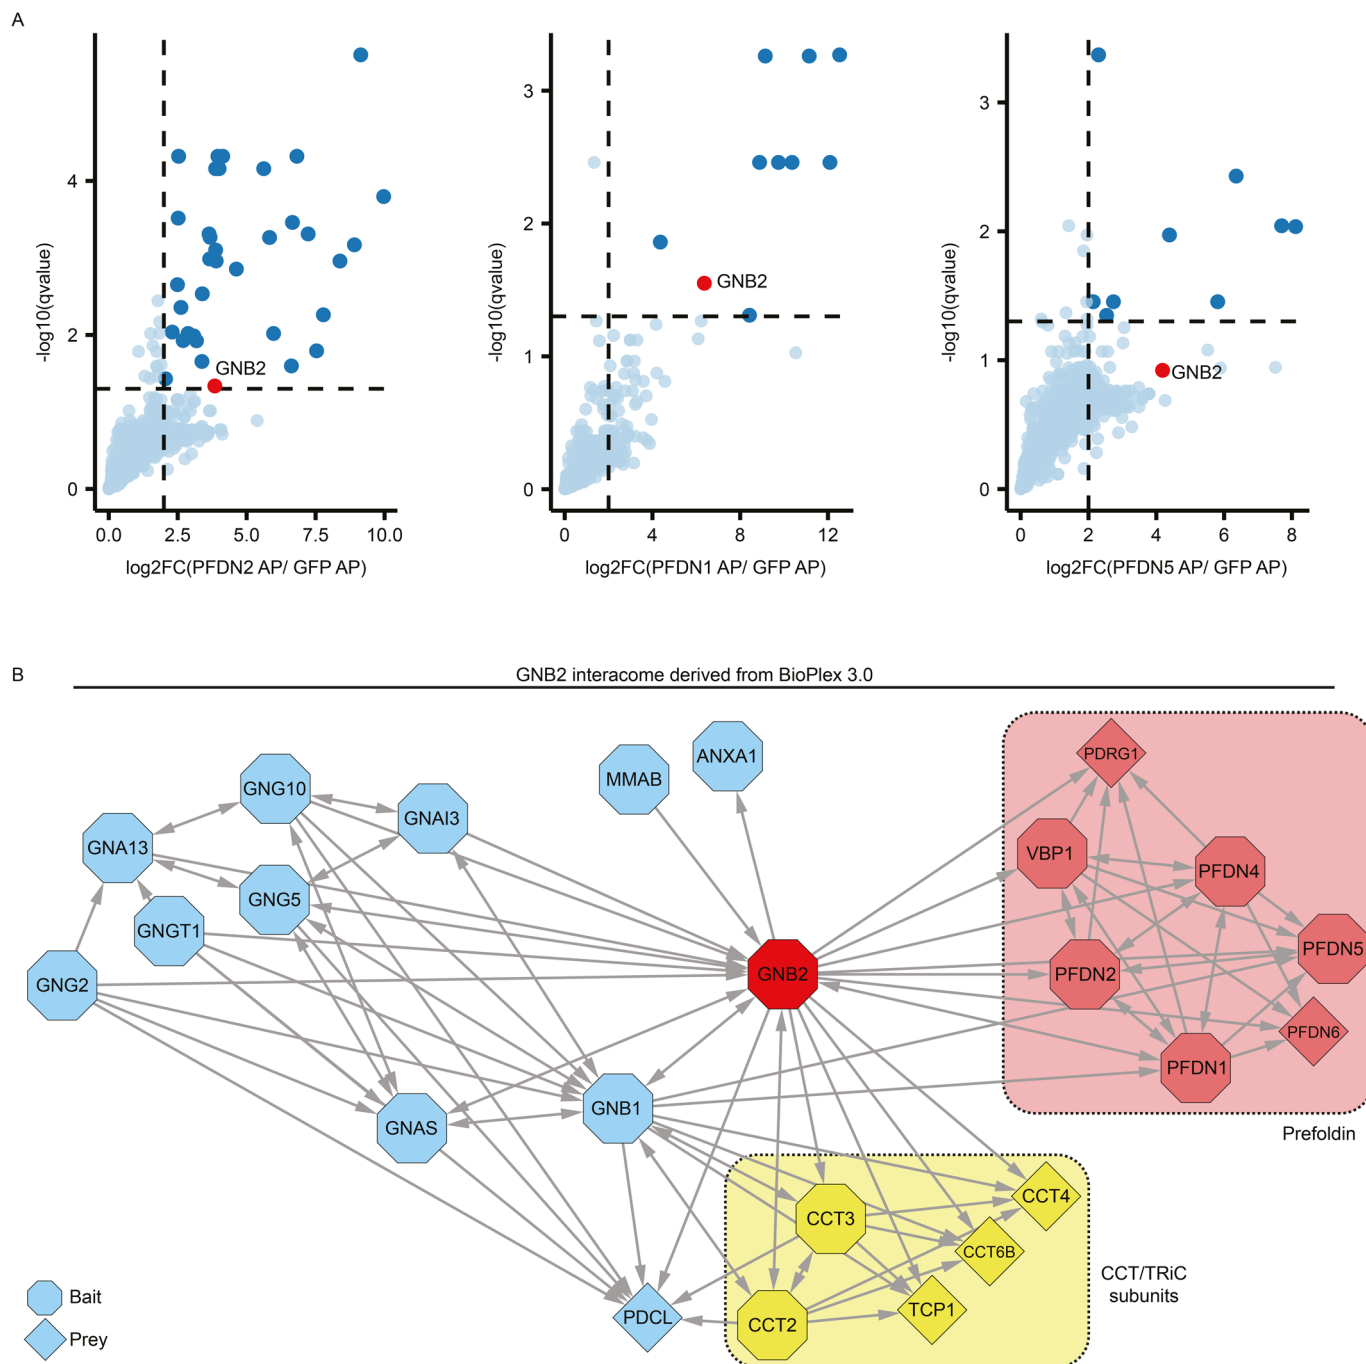 A
-log10(qvalue)
4
2
0
0.0
2.5
5.0
7.5
10.0
GNB2
log2FC(PFDN2 AP/ GFP AP)
-log10(qvalue)
3
2
1
0
0
4
8
12
GNB2
log2FC(PFDN1 AP/ GFP AP)
-log10(qvalue)
3
2
1
0
0
2
4
6
8
GNB2
log2FC(PFDN5 AP/ GFP AP)
B
GNB2 interacome derived from BioPlex 3.0
ANXA1
MMAB
PDRG1
GNG10
GNAI3
GNA13
VBP1
PFDN4
GNG5
GNGT1
PFDN5
GNB2
PFDN2
GNG2
PFDN6
PFDN1
GNB1
GNAS
Prefoldin
CCT4
CCT3
CCT6B
CCT/TRiC
subunits
TCP1
PDCL
CCT2
Bait
Prey